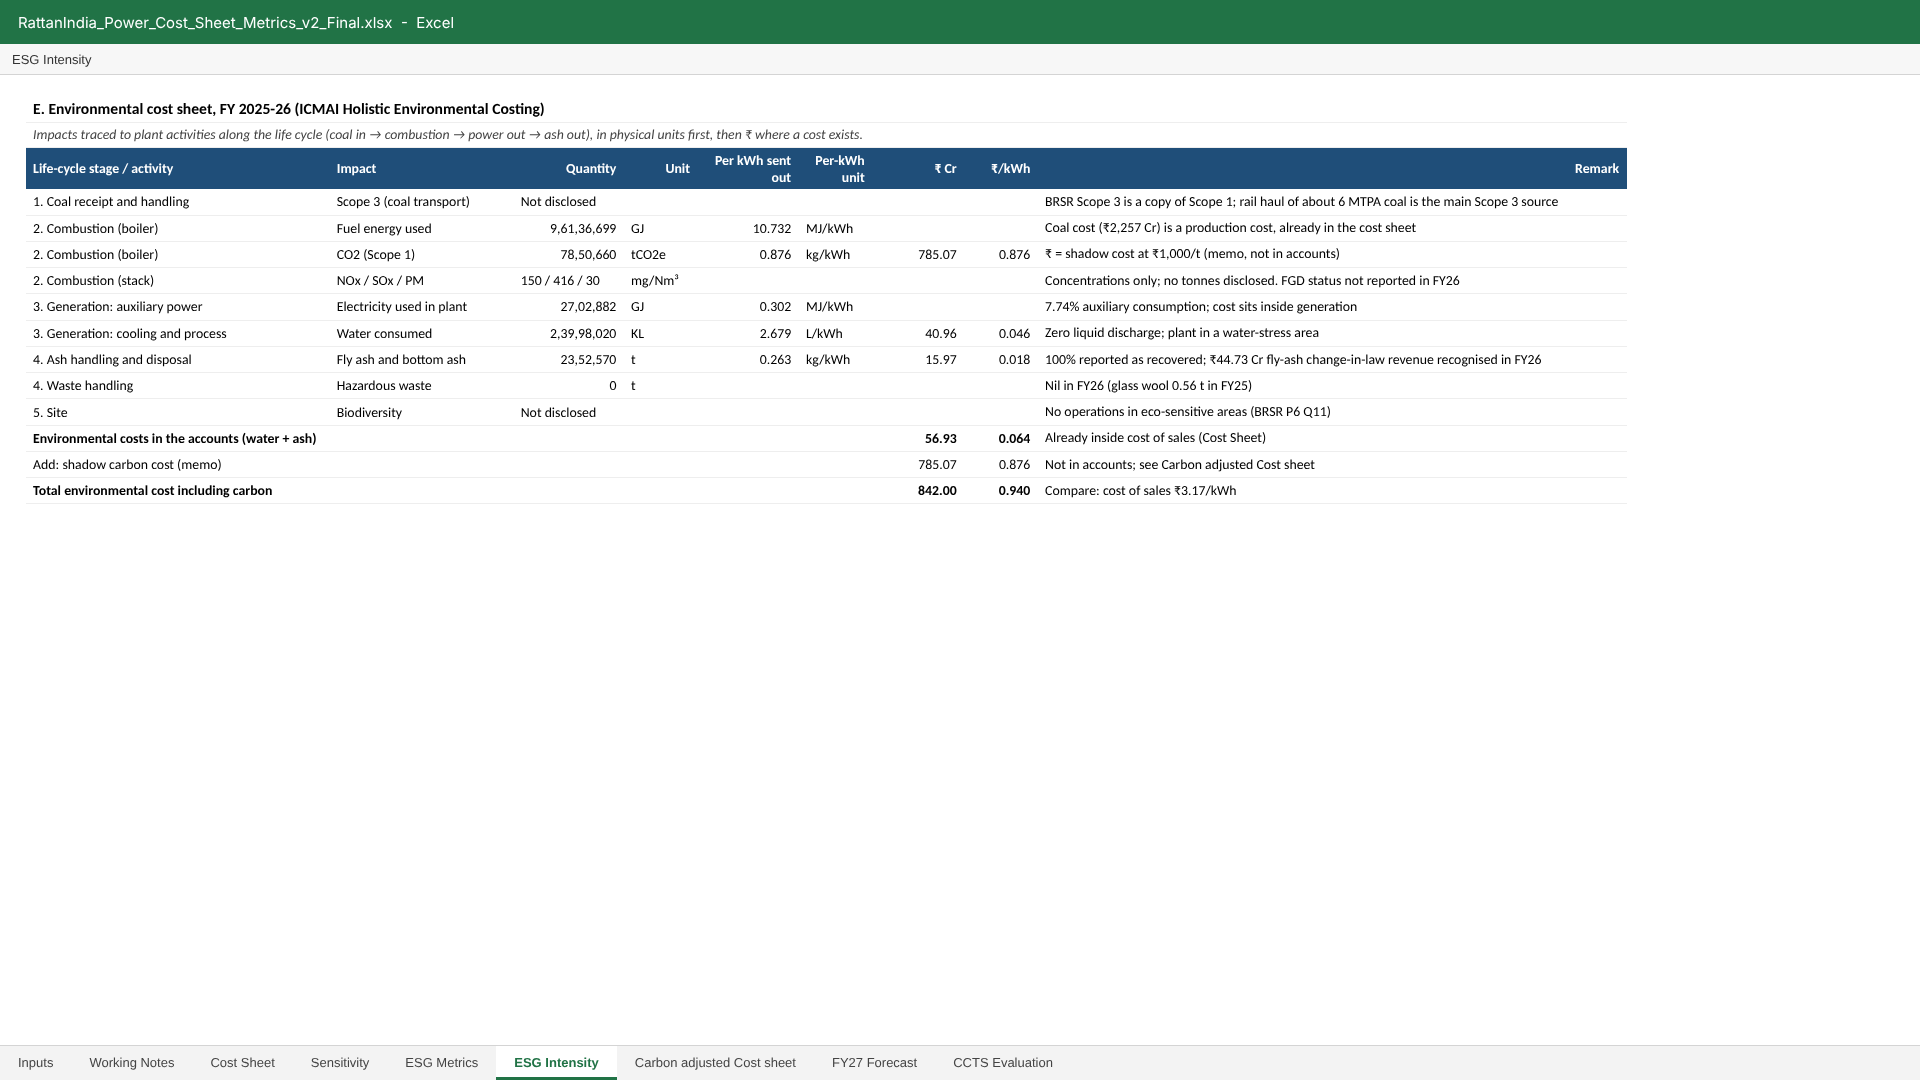 RattanIndia_Power_Cost_Sheet_Metrics_v2_Final.xlsx - Excel
ESG Intensity
E. Environmental cost sheet, FY 2025-26 (ICMAI Holistic Environmental Costing)
Impacts traced to plant activities along the life cycle (coal in → combustion → power out → ash out), in physical units first, then ₹ where a cost exists.
Life-cycle stage / activity Impact Quantity Unit Per kWh sent out Per-kWh unit ₹ Cr ₹/kWh Remark
1. Coal receipt and handling Scope 3 (coal transport) Not disclosed BRSR Scope 3 is a copy of Scope 1; rail haul of about 6 MTPA coal is the main Scope 3 source
2. Combustion (boiler) Fuel energy used 9,61,36,699 GJ 10.732 MJ/kWh Coal cost (₹2,257 Cr) is a production cost, already in the cost sheet
2. Combustion (boiler) CO2 (Scope 1) 78,50,660 tCO2e 0.876 kg/kWh 785.07 0.876 ₹ = shadow cost at ₹1,000/t (memo, not in accounts)
2. Combustion (stack) NOx / SOx / PM 150 / 416 / 30 mg/Nm³ Concentrations only; no tonnes disclosed. FGD status not reported in FY26
3. Generation: auxiliary power Electricity used in plant 27,02,882 GJ 0.302 MJ/kWh 7.74% auxiliary consumption; cost sits inside generation
3. Generation: cooling and process Water consumed 2,39,98,020 KL 2.679 L/kWh 40.96 0.046 Zero liquid discharge; plant in a water-stress area
4. Ash handling and disposal Fly ash and bottom ash 23,52,570 t 0.263 kg/kWh 15.97 0.018 100% reported as recovered; ₹44.73 Cr fly-ash change-in-law revenue recognised in FY26
4. Waste handling Hazardous waste 0 t Nil in FY26 (glass wool 0.56 t in FY25)
5. Site Biodiversity Not disclosed No operations in eco-sensitive areas (BRSR P6 Q11)
Environmental costs in the accounts (water + ash) 56.93 0.064 Already inside cost of sales (Cost Sheet)
Add: shadow carbon cost (memo) 785.07 0.876 Not in accounts; see Carbon adjusted Cost sheet
Total environmental cost including carbon 842.00 0.940 Compare: cost of sales ₹3.17/kWh
Inputs Working Notes Cost Sheet Sensitivity ESG Metrics ESG Intensity Carbon adjusted Cost sheet FY27 Forecast CCTS Evaluation